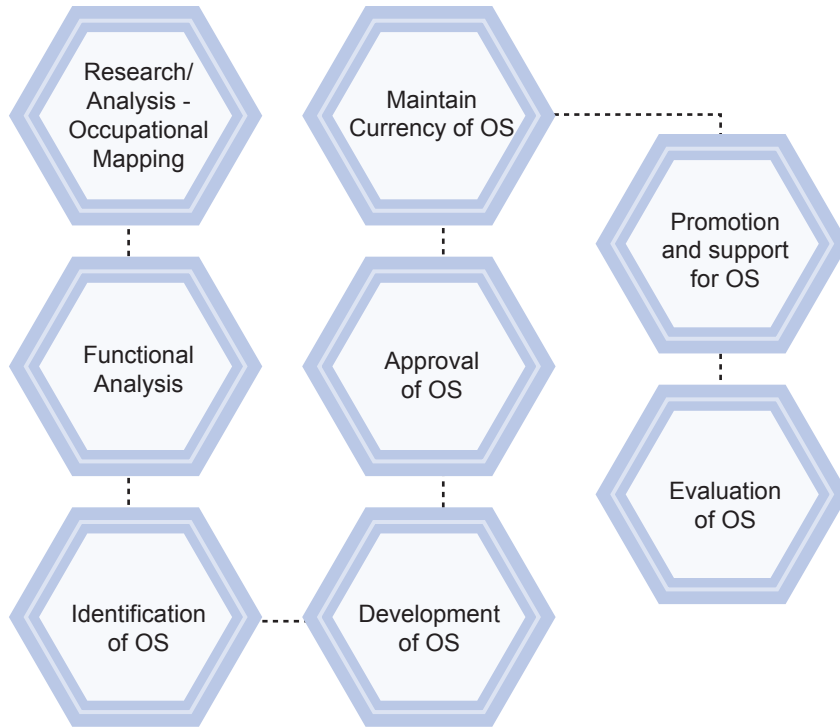 Research/
Analysis -
Occupational
Mapping
Functional
Analysis
Identification
of OS
Development
of OS
Approval
of OS
Maintain
Currency of OS
Promotion
and support
for OS
Evaluation
of OS